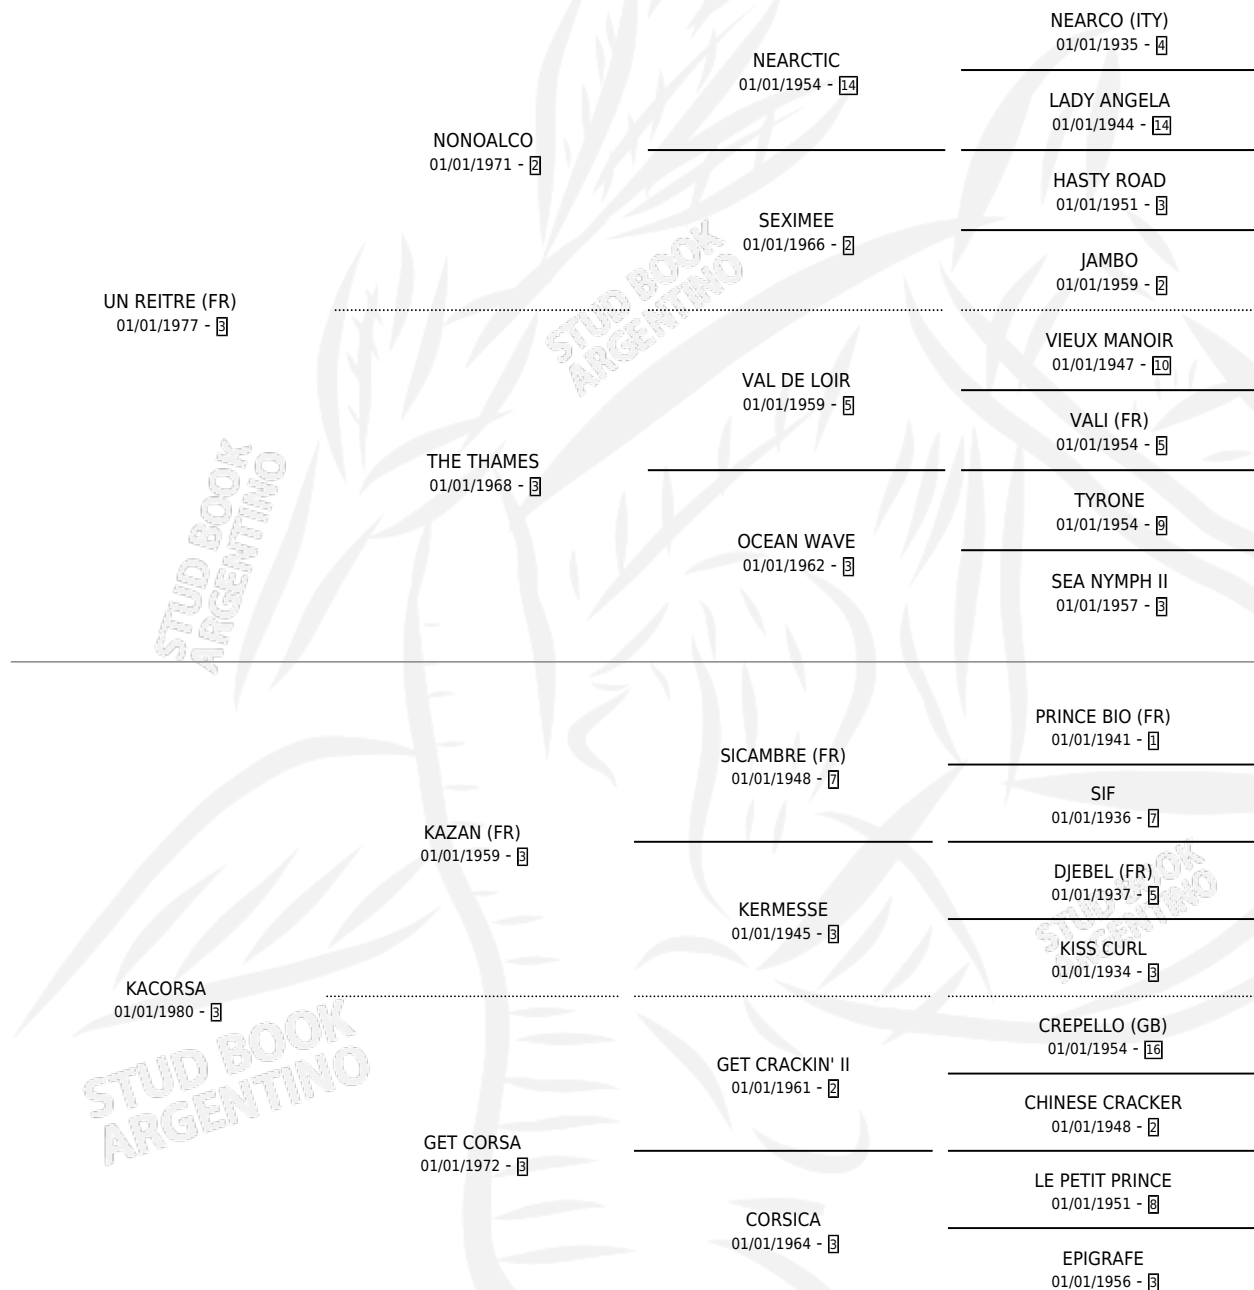 UN REITRE (FR)
01/01/1977 - 3
NONOALCO
01/01/1971 - 2
THE THAMES
01/01/1968 - 3
NEARCTIC
01/01/1954 - 14
SEXIMEE
01/01/1966 - 2
VAL DE LOIR
01/01/1959 - 5
OCEAN WAVE
01/01/1962 - 3
NEARCO (ITY)
01/01/1935 - 4
LADY ANGELA
01/01/1944 - 14
HASTY ROAD
01/01/1951 - 3
JAMBO
01/01/1959 - 2
VIEUX MANOIR
01/01/1947 - 10
VALI (FR)
01/01/1954 - 5
TYRONE
01/01/1954 - 9
SEA NYMPH II
01/01/1957 - 3
STUD BOOK
ARGENTINO
STUD BOOK
ARGENTINO
KACORSA
01/01/1980 - 3
KAZAN (FR)
01/01/1959 - 3
GET CORSA
01/01/1972 - 3
SICAMBRE (FR)
01/01/1948 - 7
KERMESSE
01/01/1945 - 3
GET CRACKIN' II
01/01/1961 - 2
CORSICA
01/01/1964 - 3
PRINCE BIO (FR)
01/01/1941 - 1
SIF
01/01/1936 - 7
DJEBEL (FR)
01/01/1937 - 5
KISS CURL
01/01/1934 - 3
CREPELLO (GB)
01/01/1954 - 16
CHINESE CRACKER
01/01/1948 - 2
LE PETIT PRINCE
01/01/1951 - 8
EPIGRAFE
01/01/1956 - 3
STUD BOOK
ARGENTINO
STUD BOOK
ARGENTINO